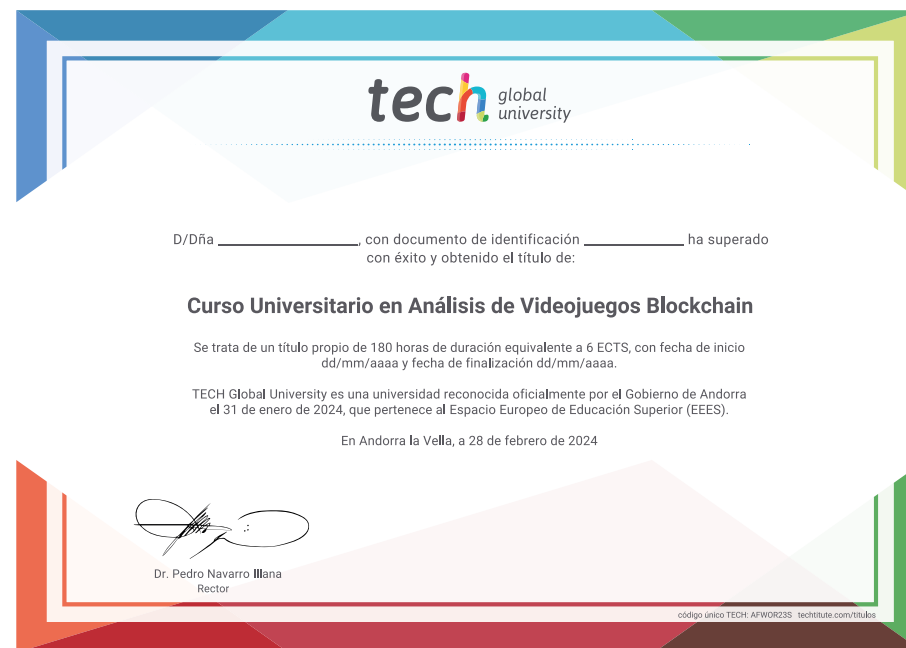 tech global university
D/Dña __________________, con documento de identificación _____________ ha superado
con éxito y obtenido el título de:
Curso Universitario en Análisis de Videojuegos Blockchain
Se trata de un título propio de 180 horas de duración equivalente a 6 ECTS, con fecha de inicio
dd/mm/aaaa y fecha de finalización dd/mm/aaaa.
TECH Global University es una universidad reconocida oficialmente por el Gobierno de Andorra
el 31 de enero de 2024, que pertenece al Espacio Europeo de Educación Superior (EEES).
En Andorra la Vella, a 28 de febrero de 2024
Dr. Pedro Navarro Illana
Rector
código único TECH: AFWOR23S techtitute.com/titulos